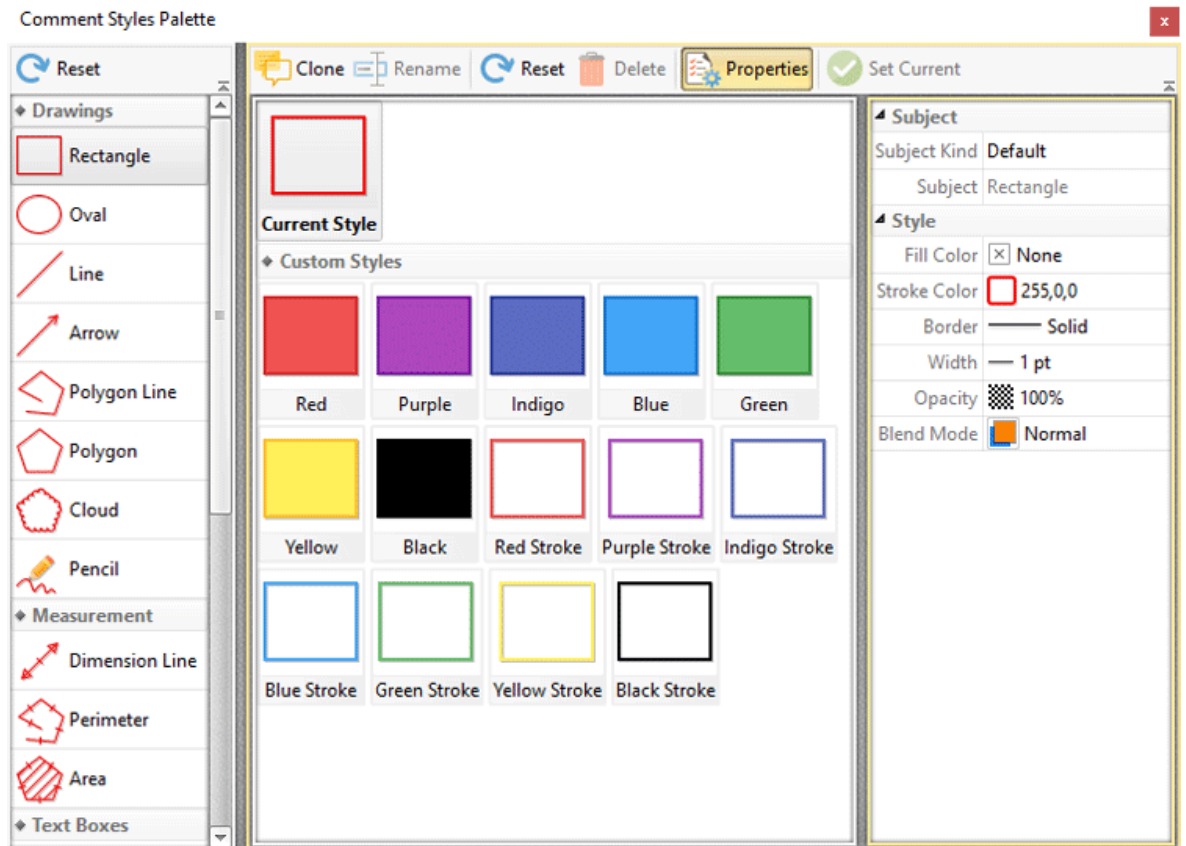 Comment Styles Palette
x
Reset
Clone Rename Reset Delete Properties Set Current
Drawings
Rectangle
Oval
Line
Arrow
Polygon Line
Polygon
Cloud
Pencil
Measurement
Dimension Line
Perimeter
Area
Text Boxes
Current Style
Custom Styles
Red Purple Indigo Blue Green
Yellow Black Red Stroke Purple Stroke Indigo Stroke
Blue Stroke Green Stroke Yellow Stroke Black Stroke
Subject
Subject Kind Default
Subject Rectangle
Style
Fill Color None
Stroke Color 255,0,0
Border Solid
Width 1 pt
Opacity 100%
Blend Mode Normal